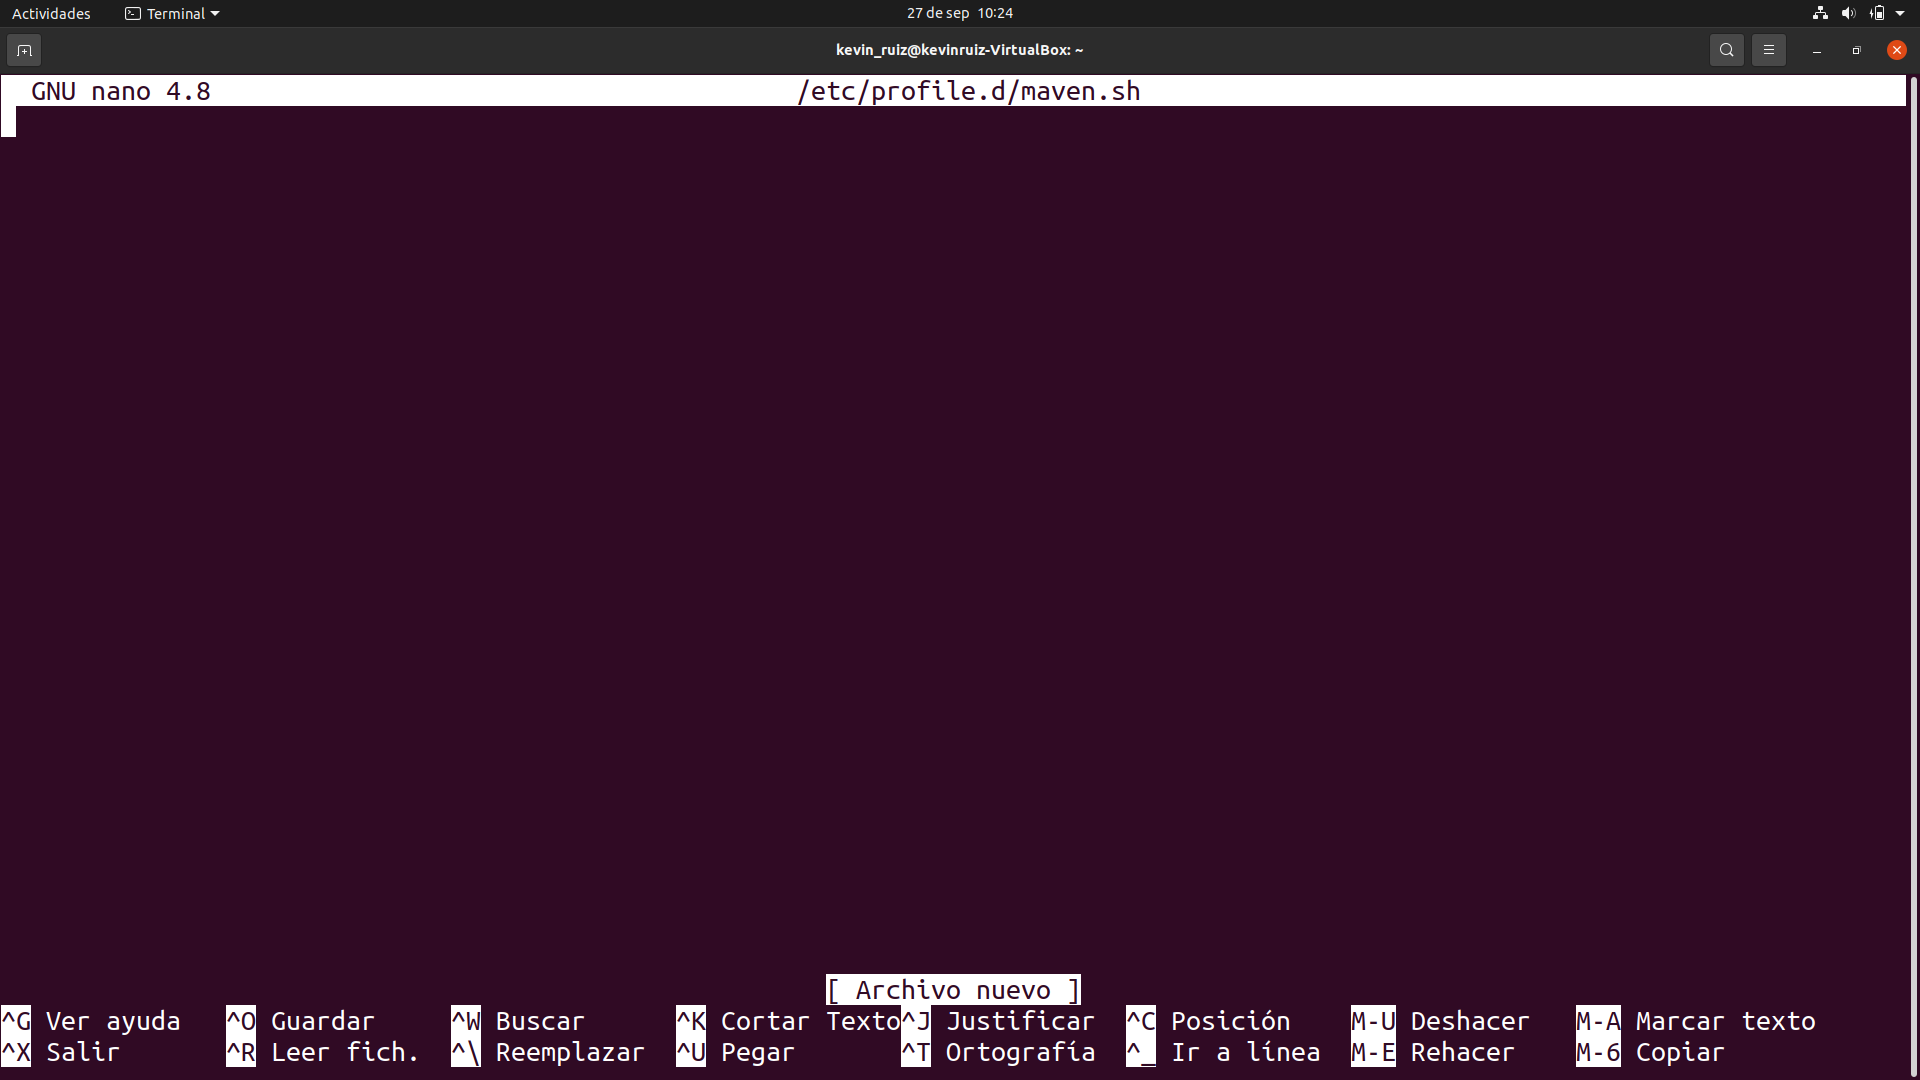 Actividades Terminal 27 de sep 10:24
kevin_ruiz@kevinruiz-VirtualBox: ~
GNU nano 4.8 /etc/profile.d/maven.sh
[ Archivo nuevo ]
^G Ver ayuda ^O Guardar ^W Buscar ^K Cortar Texto ^J Justificar ^C Posición M-U Deshacer M-A Marcar texto
^X Salir ^R Leer fich. ^\ Reemplazar ^U Pegar ^T Ortografía ^_ Ir a línea M-E Rehacer M-6 Copiar